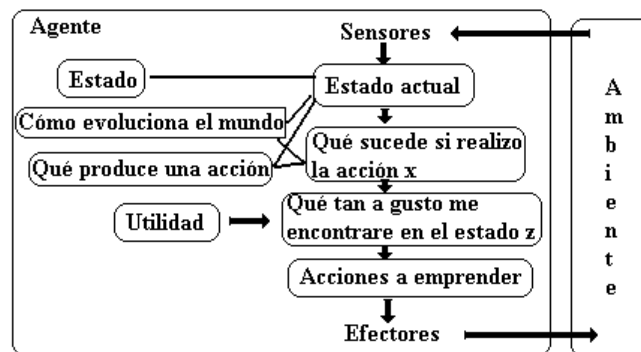 Agente
Sensores
Estado
Estado actual
Cómo evoluciona el mundo
Qué sucede si realizo
la acción x
Qué produce una acción
Utilidad
Qué tan a gusto me
encontrare en el estado z
Acciones a emprender
Efectores
A
m
b
i
e
n
t
e